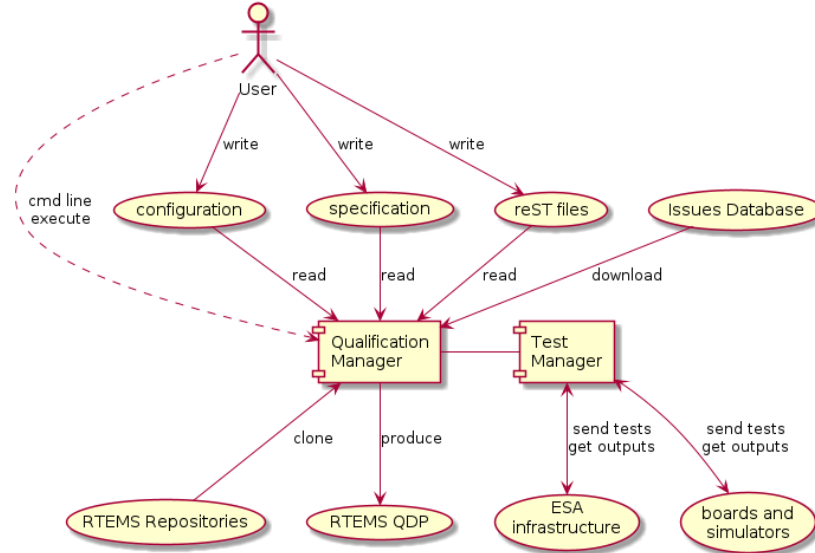 User
write
write
write
cmd line
execute
configuration
specification
reST files
Issues Database
read
read
read
download
Qualification
Manager
Test
Manager
clone
produce
send tests
get outputs
send tests
get outputs
RTEMS Repositories
RTEMS QDP
ESA
infrastructure
boards and
simulators